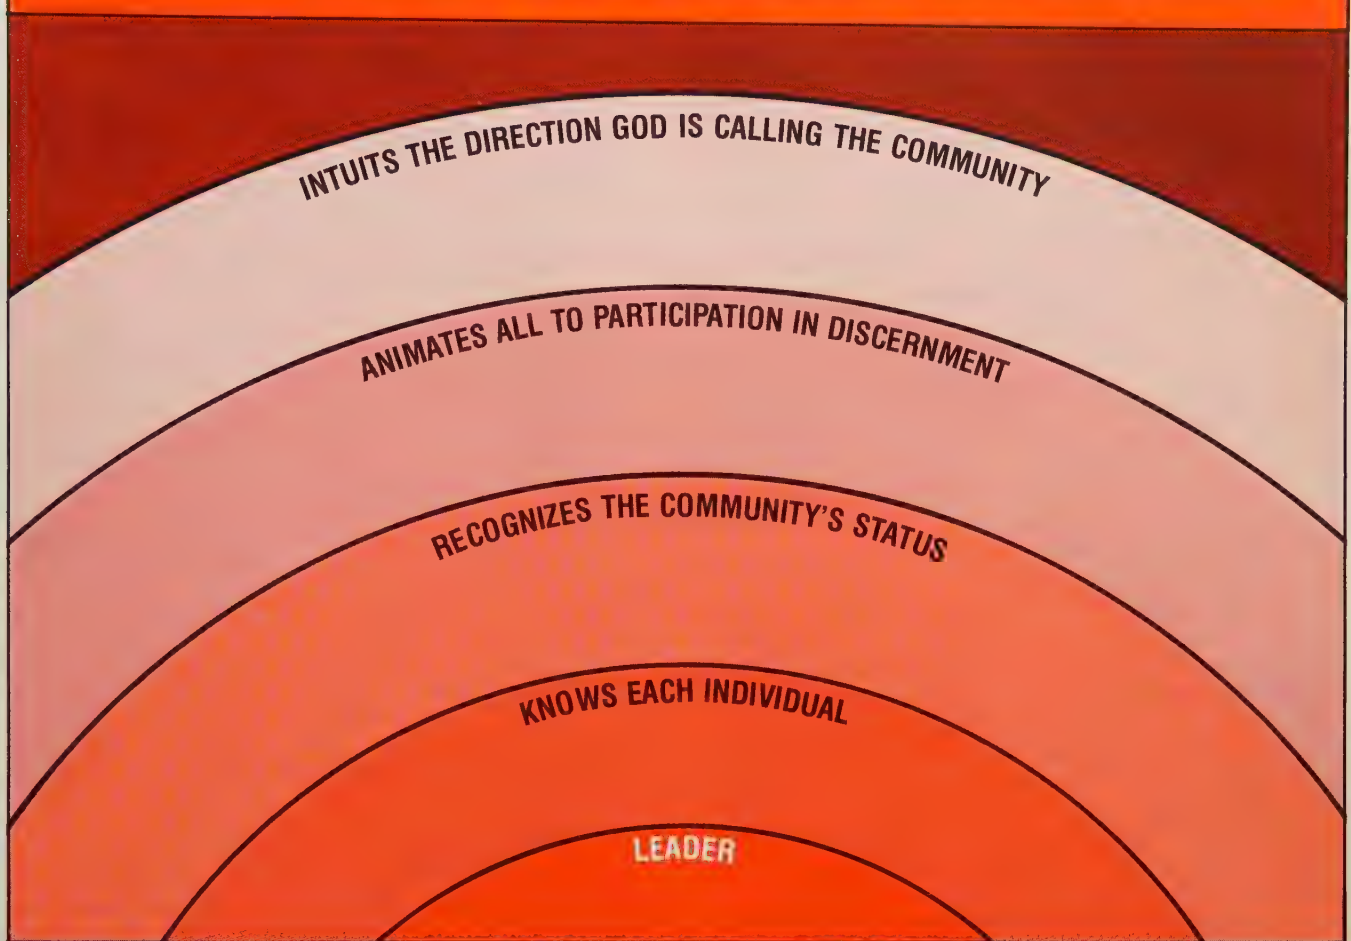 INTUITS THE DIRECTION GOD IS CALLING THE COMMUNITY
ANIMATES ALL TO PARTICIPATION IN DISCERNMENT
RECOGNIZES THE COMMUNITY'S STATUS
KNOWS EACH INDIVIDUAL
LEADER